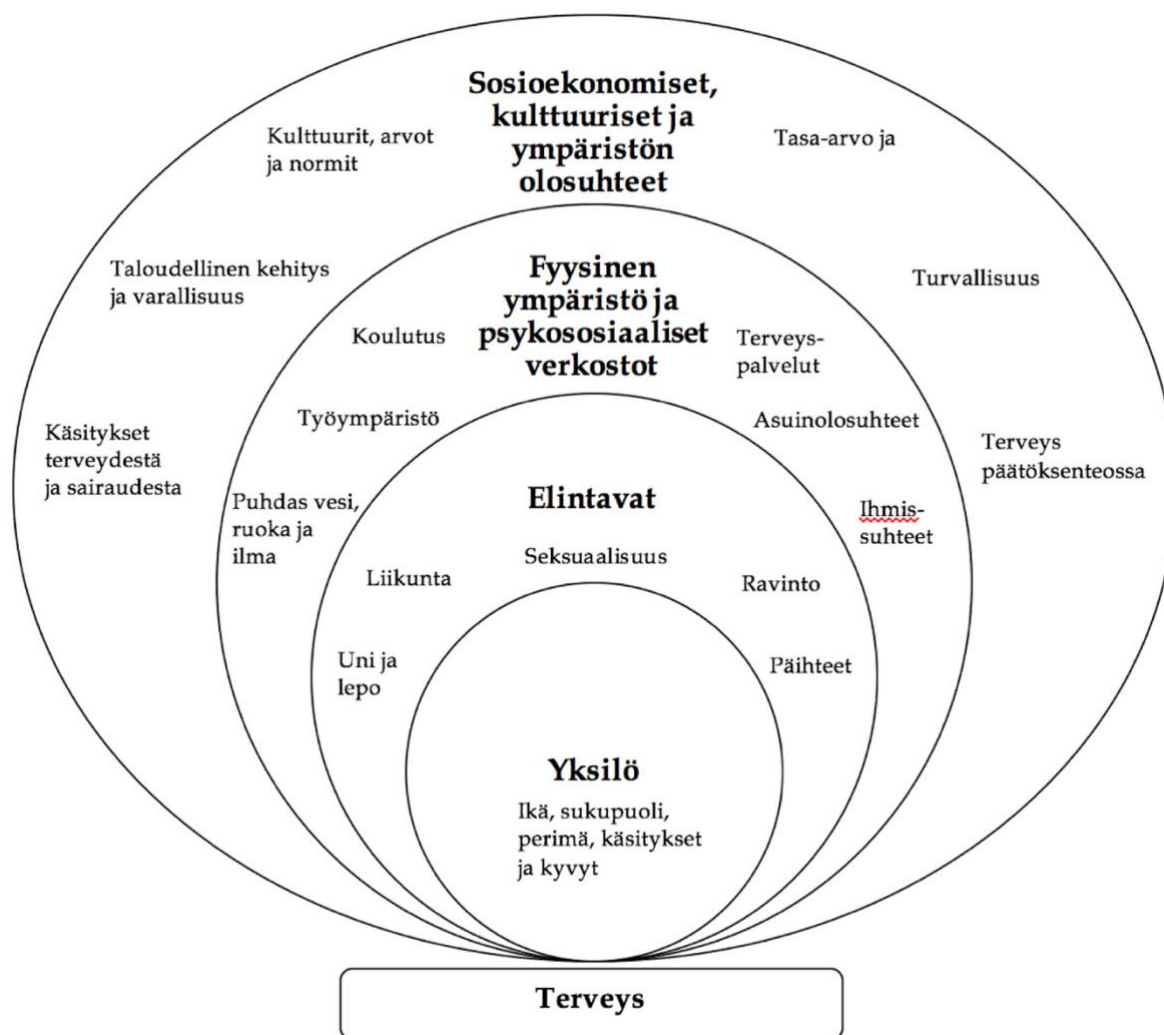 Sosioekonomiset,
kulttuuriset ja
ympäristön
olosuhteet
Kulttuurit, arvot
ja normit
Tasa-arvo ja
Taloudellinen kehitys
ja varallisuus
Turvallisuus
Käsitykset
terveydestä
ja sairaudesta
Terveys
päätöksenteossa
Fyysinen
ympäristö ja
psykososiaaliset
verkostot
Koulutus
Terveys-
palvelut
Työympäristö
Asuinolosuhteet
Puhdas vesi,
ruoka ja
ilma
Ihmis-
suhteet
Elintavat
Seksuaalisuus
Liikunta
Ravinto
Uni ja
lepo
Päihteet
Yksilö
Ikä, sukupuoli,
perimä, käsitykset
ja kyvyt
Terveys